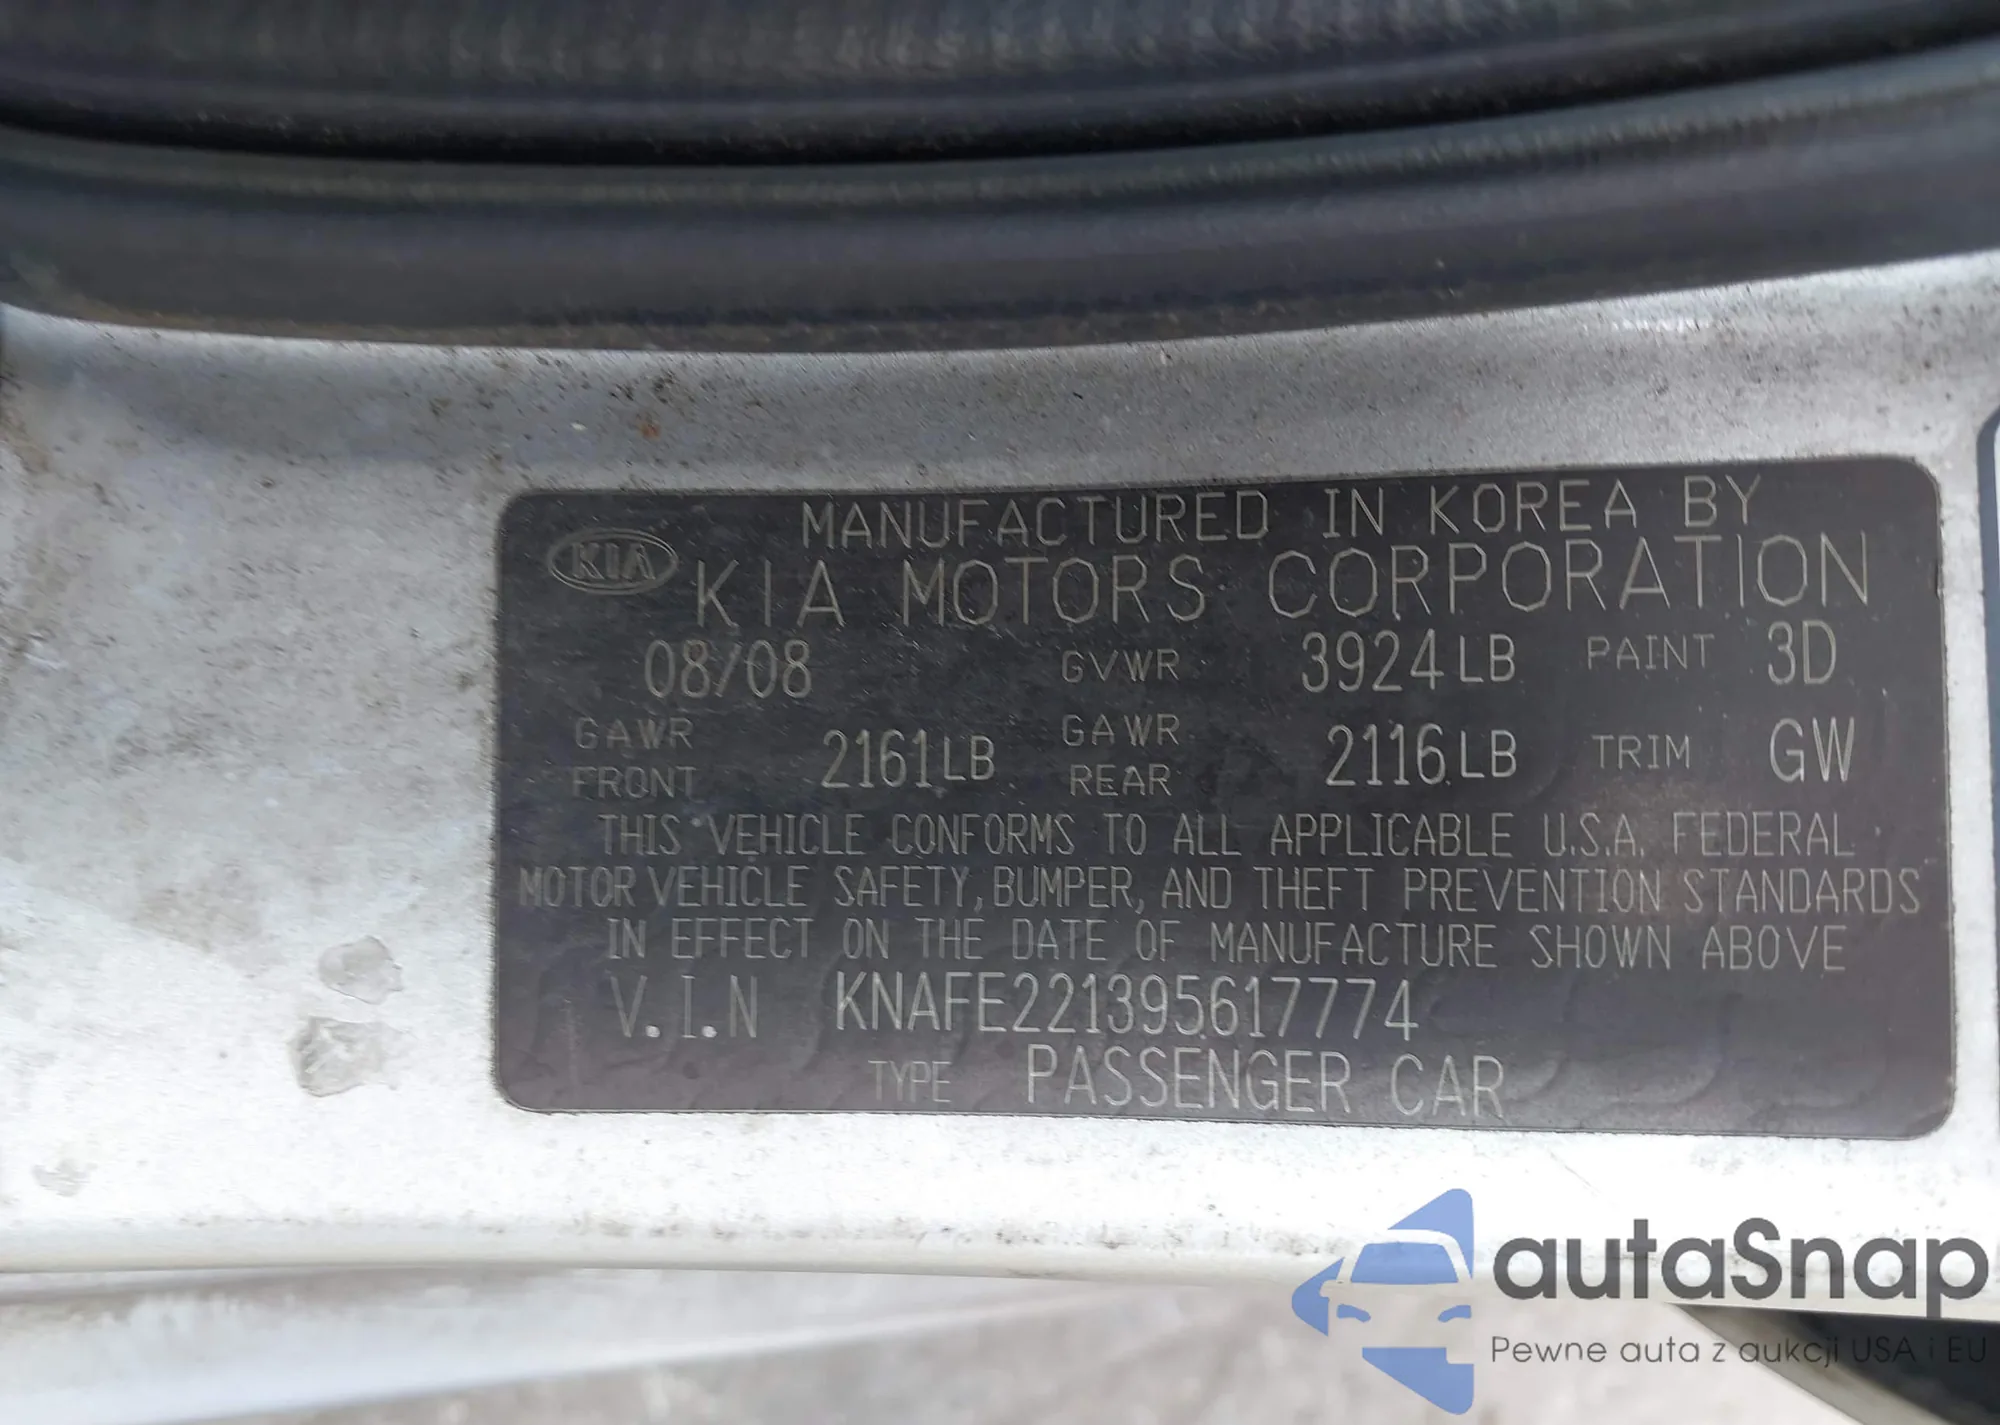 MANUFACTURED IN KOREA BY
KIA KIA MOTORS CORPORATION
08/08 GVWR 3924LB PAINT 3D
GAWR FRONT 2161LB GAWR REAR 2116LB TRIM GW
THIS VEHICLE CONFORMS TO ALL APPLICABLE U.S.A. FEDERAL
MOTOR VEHICLE SAFETY, BUMPER, AND THEFT PREVENTION STANDARDS
IN EFFECT ON THE DATE OF MANUFACTURE SHOWN ABOVE
V.I.N KNAFE221395617774
TYPE PASSENGER CAR
autaSnap
Pewne auta z aukcji USA i EU